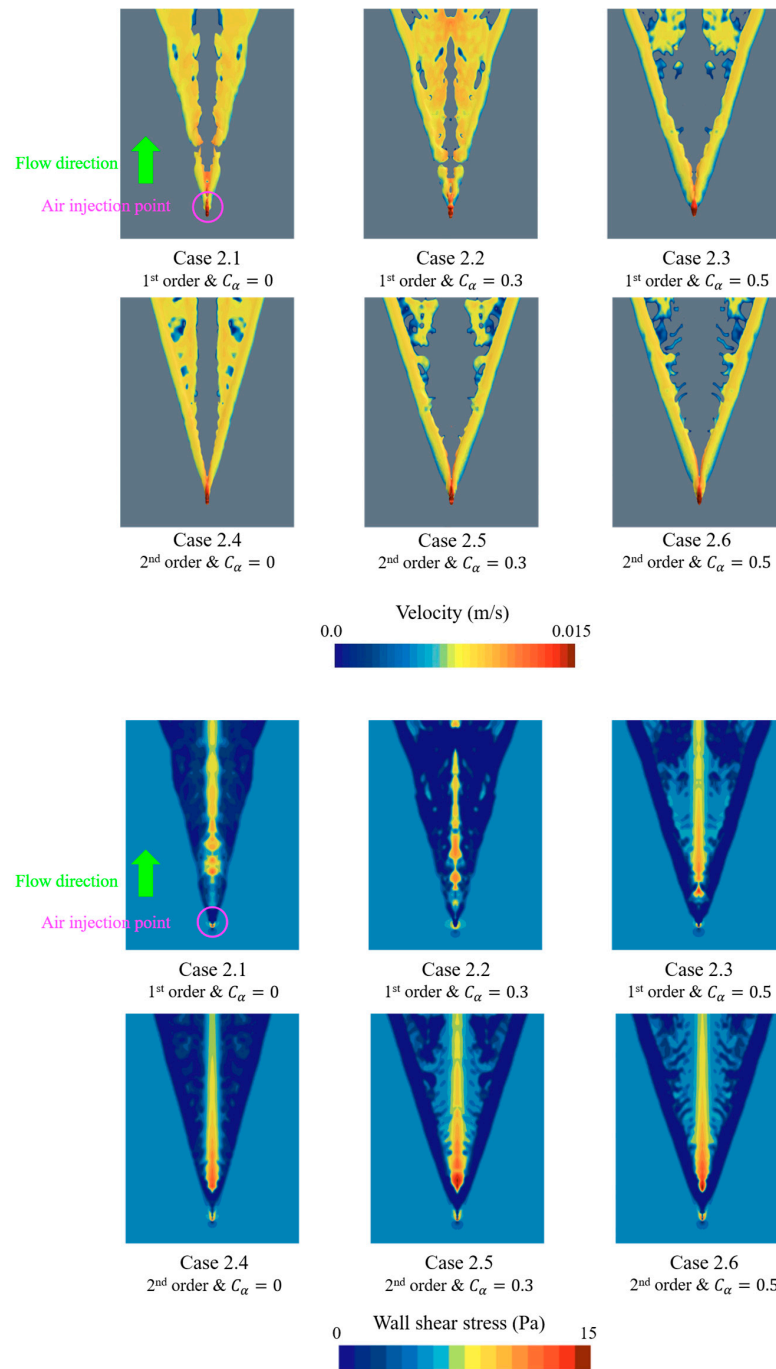 Flow direction
Air injection point
Case 2.1
1st order & Cα = 0
Case 2.2
1st order & Cα = 0.3
Case 2.3
1st order & Cα = 0.5
Case 2.4
2nd order & Cα = 0
Case 2.5
2nd order & Cα = 0.3
Case 2.6
2nd order & Cα = 0.5
Velocity (m/s)
0.0
0.015
Flow direction
Air injection point
Case 2.1
1st order & Cα = 0
Case 2.2
1st order & Cα = 0.3
Case 2.3
1st order & Cα = 0.5
Case 2.4
2nd order & Cα = 0
Case 2.5
2nd order & Cα = 0.3
Case 2.6
2nd order & Cα = 0.5
Wall shear stress (Pa)
0
15